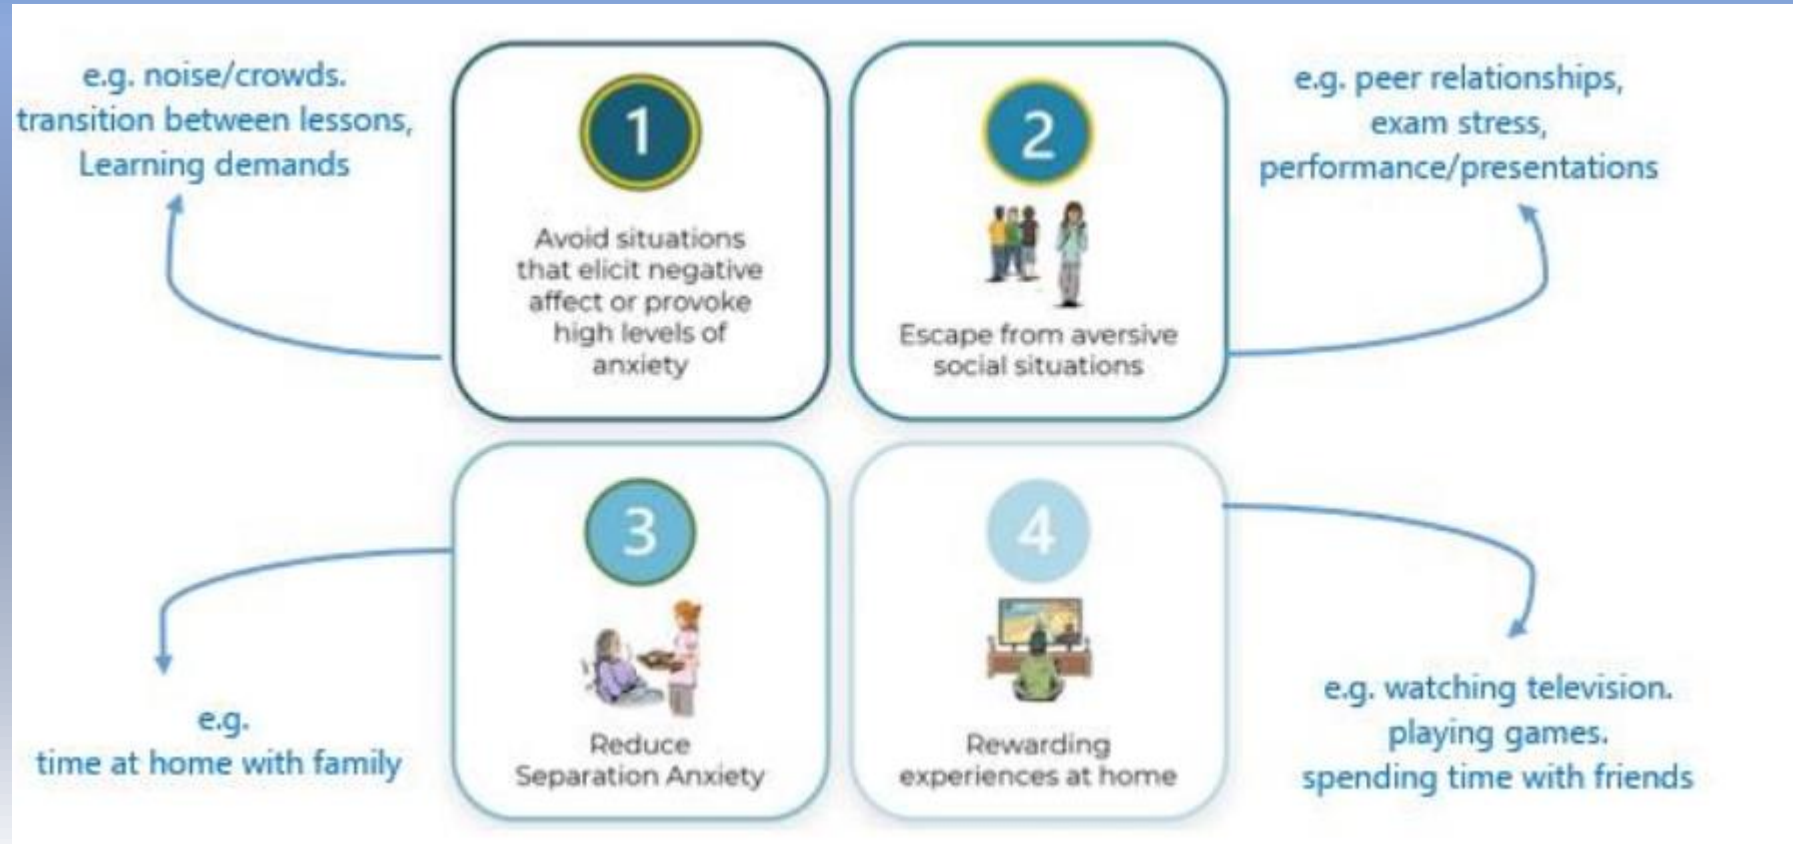 e.g. noise/crowds.
transition between lessons,
Learning demands
1
Avoid situations
that elicit negative
affect or provoke
high levels of
anxiety
2
Escape from aversive
social situations
e.g. peer relationships,
exam stress,
performance/presentations
e.g.
time at home with family
3
Reduce
Separation Anxiety
4
Rewarding
experiences at home
e.g. watching television.
playing games.
spending time with friends